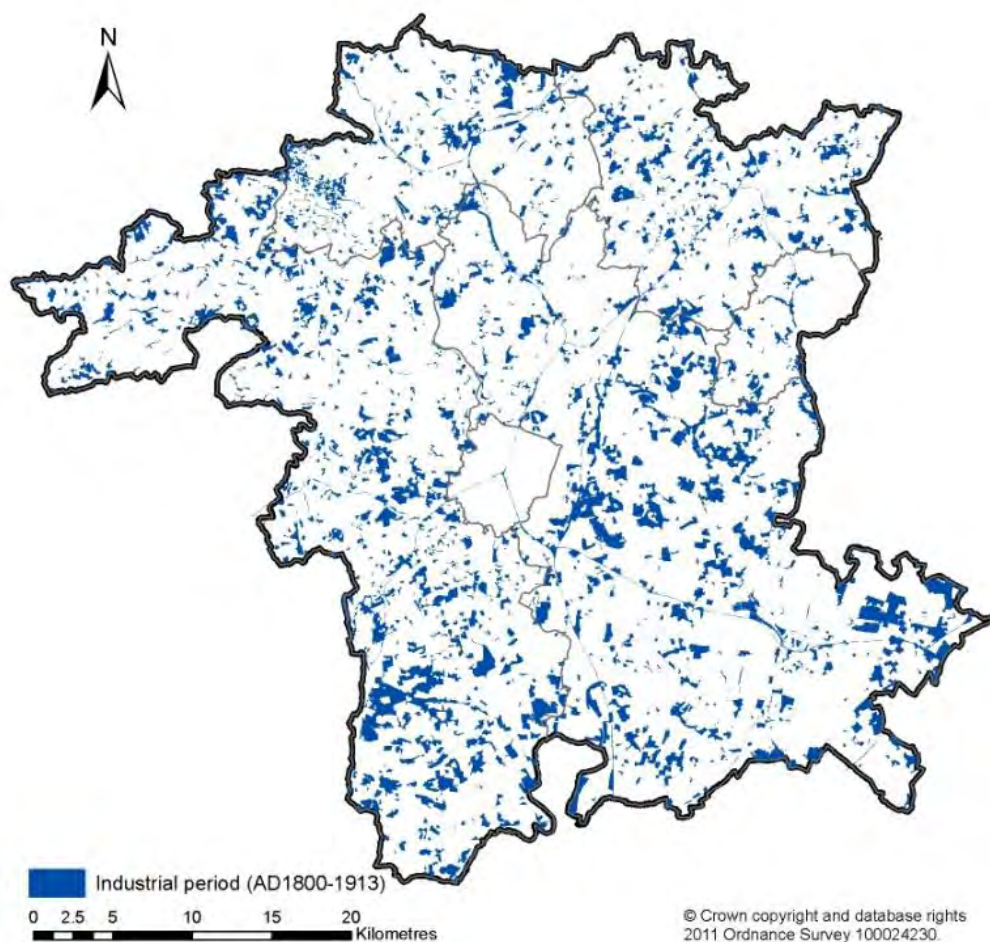 N
Industrial period (AD1800-1913)
0 2.5 5 10 15 20
Kilometres
© Crown copyright and database rights
2011 Ordnance Survey 100024230.